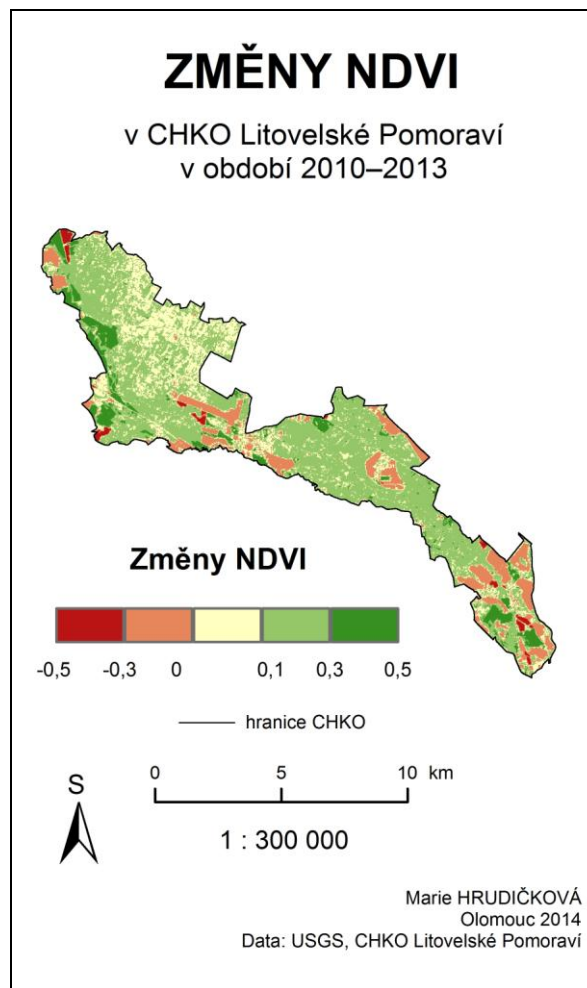 ZMĚNY NDVI
v CHKO Litovelské Pomoraví
v období 2010–2013
Změny NDVI
-0,5 -0,3 0 0,1 0,3 0,5
hranice CHKO
S
0 5 10 km
1 : 300 000
Marie HRUDIČKOVÁ
Olomouc 2014
Data: USGS, CHKO Litovelské Pomoraví